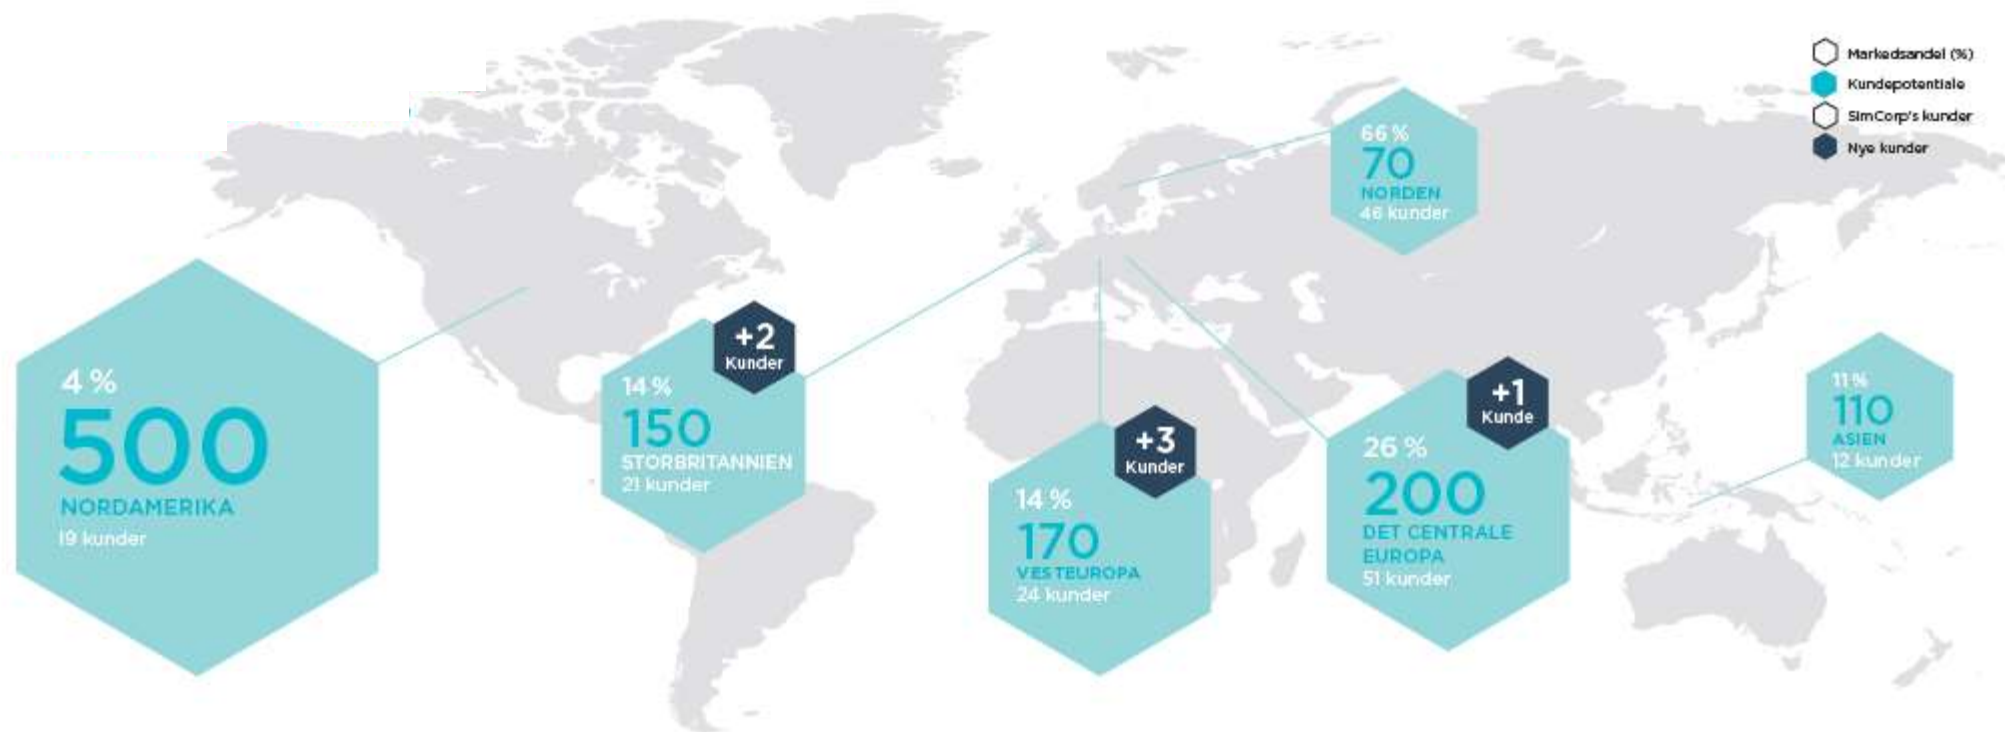 Markedsandel (%)
Kundepotentiale
SimCorp's kunder
Nye kunder
66 %
70
NORDEN
46 kunder
4 %
500
NORDAMERIKA
19 kunder
+2
Kunder
14 %
150
STORBRITANNIEN
21 kunder
+3
Kunder
14 %
170
VESTEUROPA
24 kunder
+1
Kunde
26 %
200
DET CENTRALE
EUROPA
51 kunder
11 %
110
ASIEN
12 kunder